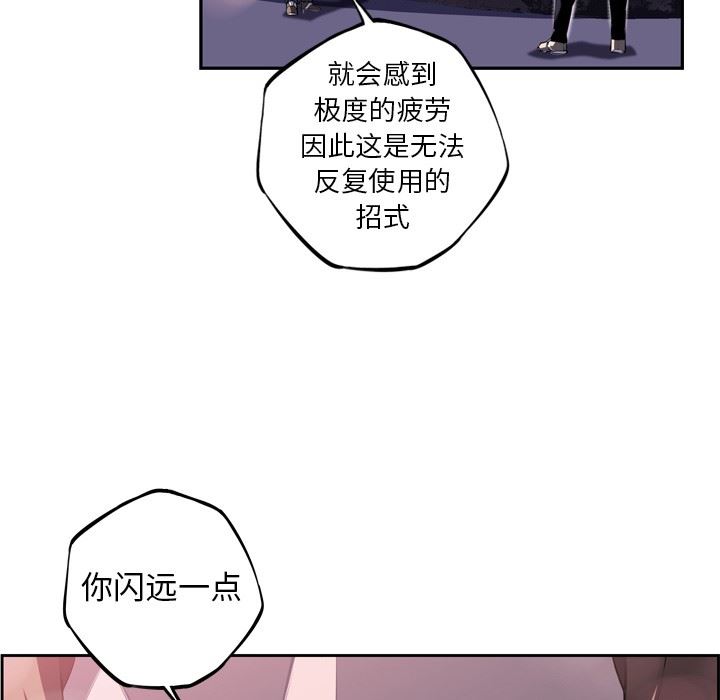 就会感到
极度的疲劳
因此这是无法
反复使用的
招式
你闪远一点